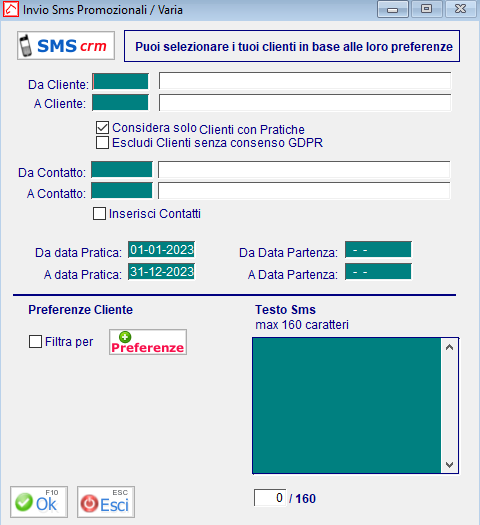 Invio Sms Promozionali / Varia
SMS crm
Puoi selezionare i tuoi clienti in base alle loro preferenze
Da Cliente:
A Cliente:
Considera solo Clienti con Pratiche
Escludi Clienti senza consenso GDPR
Da Contatto:
A Contatto:
Inserisci Contatti
Da data Pratica: 01-01-2023 Da Data Partenza: - -
A data Pratica: 31-12-2023 A Data Partenza: - -
Preferenze Cliente
Testo Sms
max 160 caratteri
Filtra per Preferenze
F10 Ok
ESC Esci
0 / 160